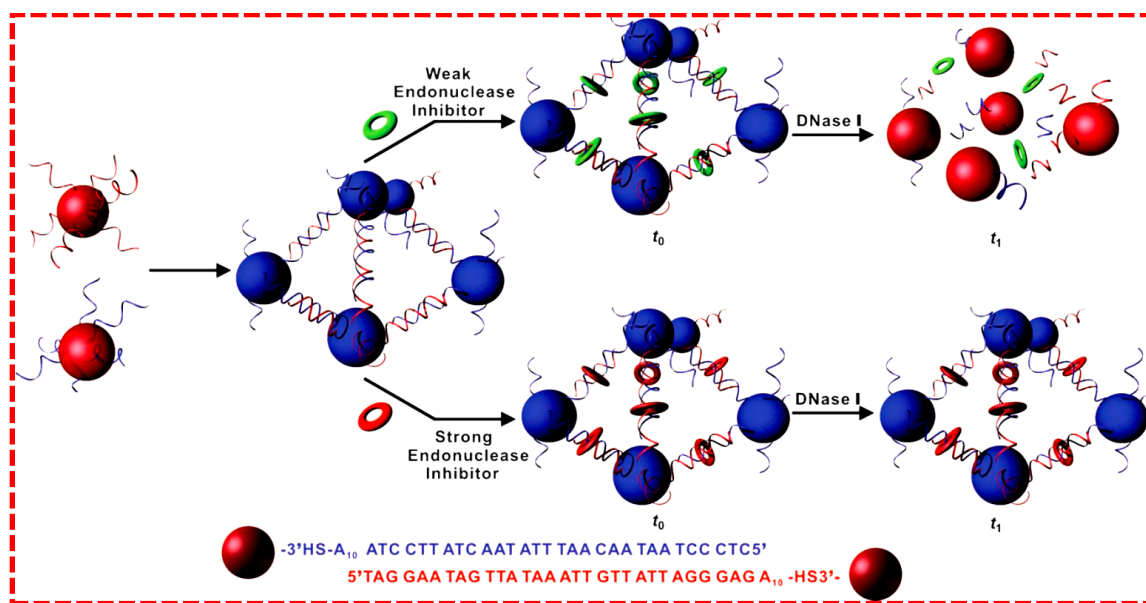 Weak
Endonuclease
Inhibitor
DNase I
t₀
t₁
Strong
Endonuclease
Inhibitor
DNase I
t₀
t₁
-3'HS-A₁₀ ATC CTT ATC AAT ATT TAA CAA TAA TCC CTC5'
5'TAG GAA TAG TTA TAA ATT GTT ATT AGG GAG A₁₀ -HS3'-